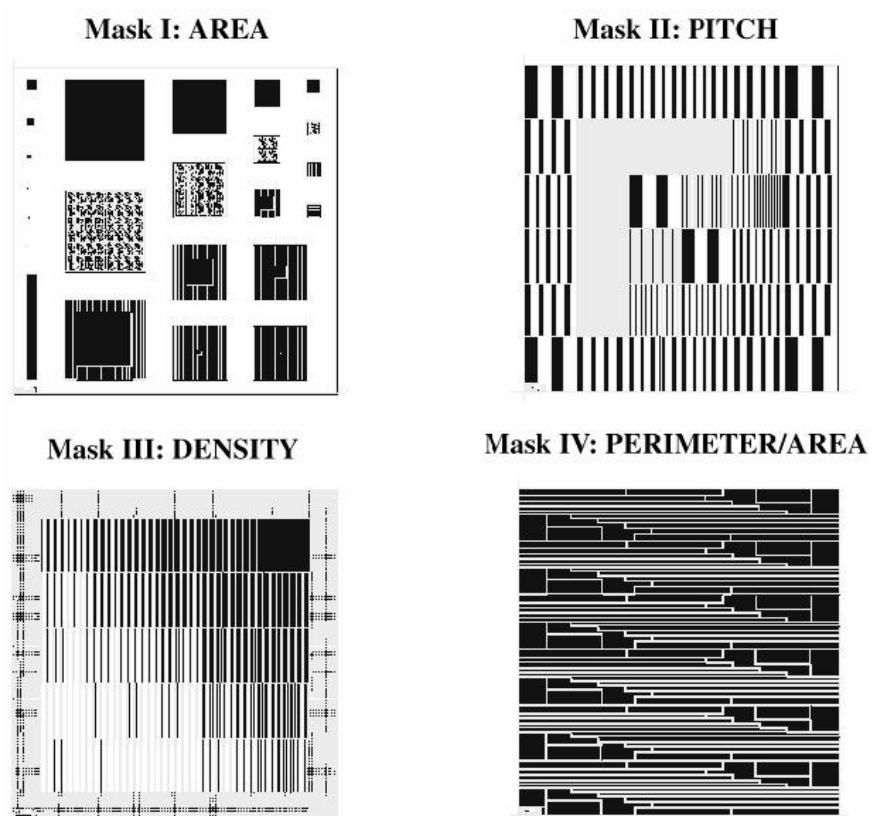 Mask I: AREA
Mask II: PITCH
Mask III: DENSITY
Mask IV: PERIMETER/AREA